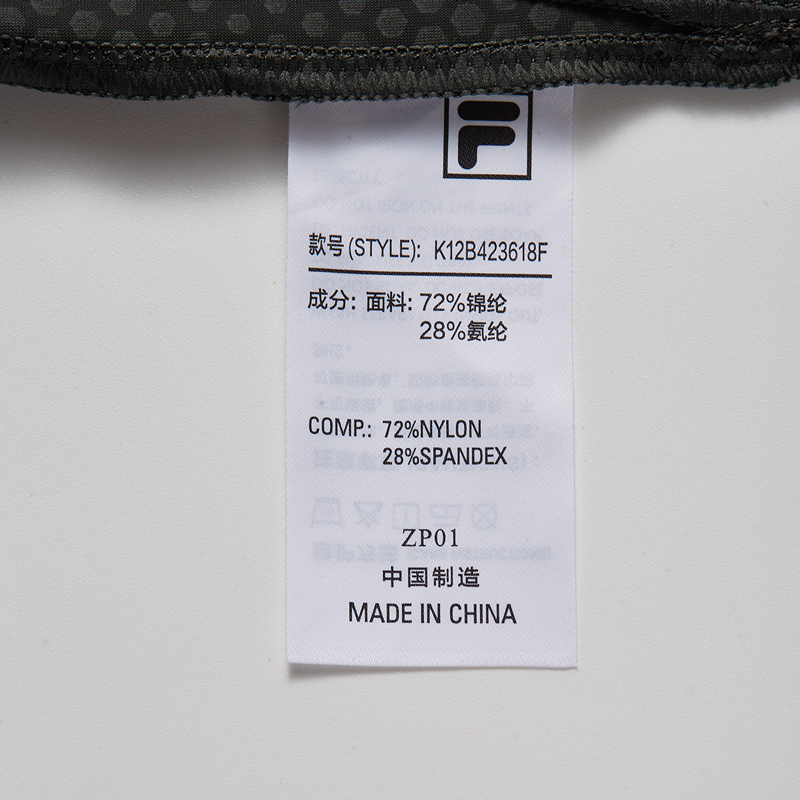 款号(STYLE): K12B423618F
成分: 面料: 72%锦纶
28%氨纶
COMP.: 72%NYLON
28%SPANDEX
ZP01
中国制造
MADE IN CHINA